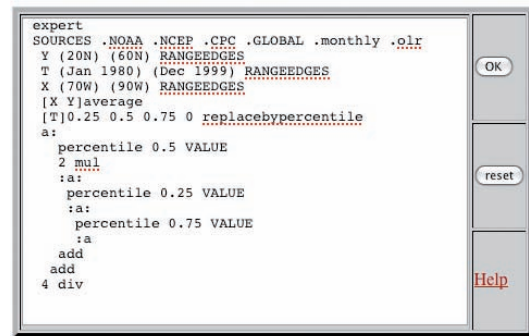 expert
SOURCES .NOAA .NCEP .CPC .GLOBAL .monthly .olr
Y (20N) (60N) RANGEEDGES
T (Jan 1980) (Dec 1999) RANGEEDGES
X (70W) (90W) RANGEEDGES
[X Y]average
[T]0.25 0.5 0.75 0 replacebypercentile
a:
percentile 0.5 VALUE
2 mul
:a:
percentile 0.25 VALUE
:a:
percentile 0.75 VALUE
:a
add
add
4 div
OK
reset
Help